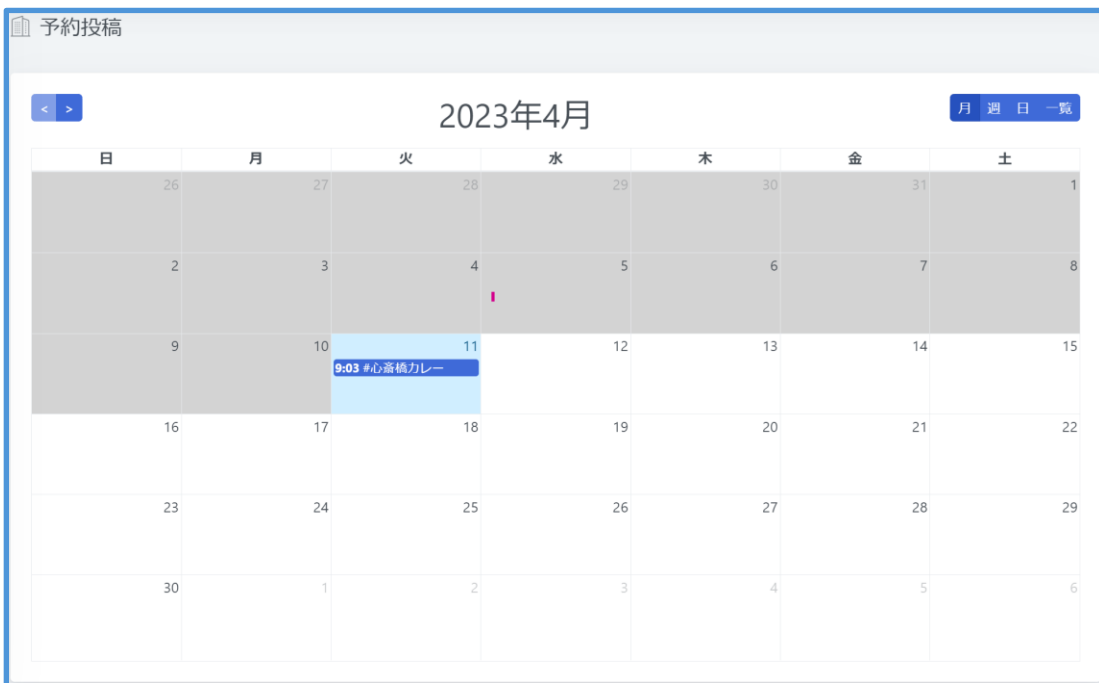 予約投稿
< > 2023年4月 月 週 日 一覧
日 月 火 水 木 金 土
26 27 28 29 30 31 1
2 3 4 5 6 7 8
9 10 11 12 13 14 15
9:03 #心斎橋カレー
16 17 18 19 20 21 22
23 24 25 26 27 28 29
30 1 2 3 4 5 6